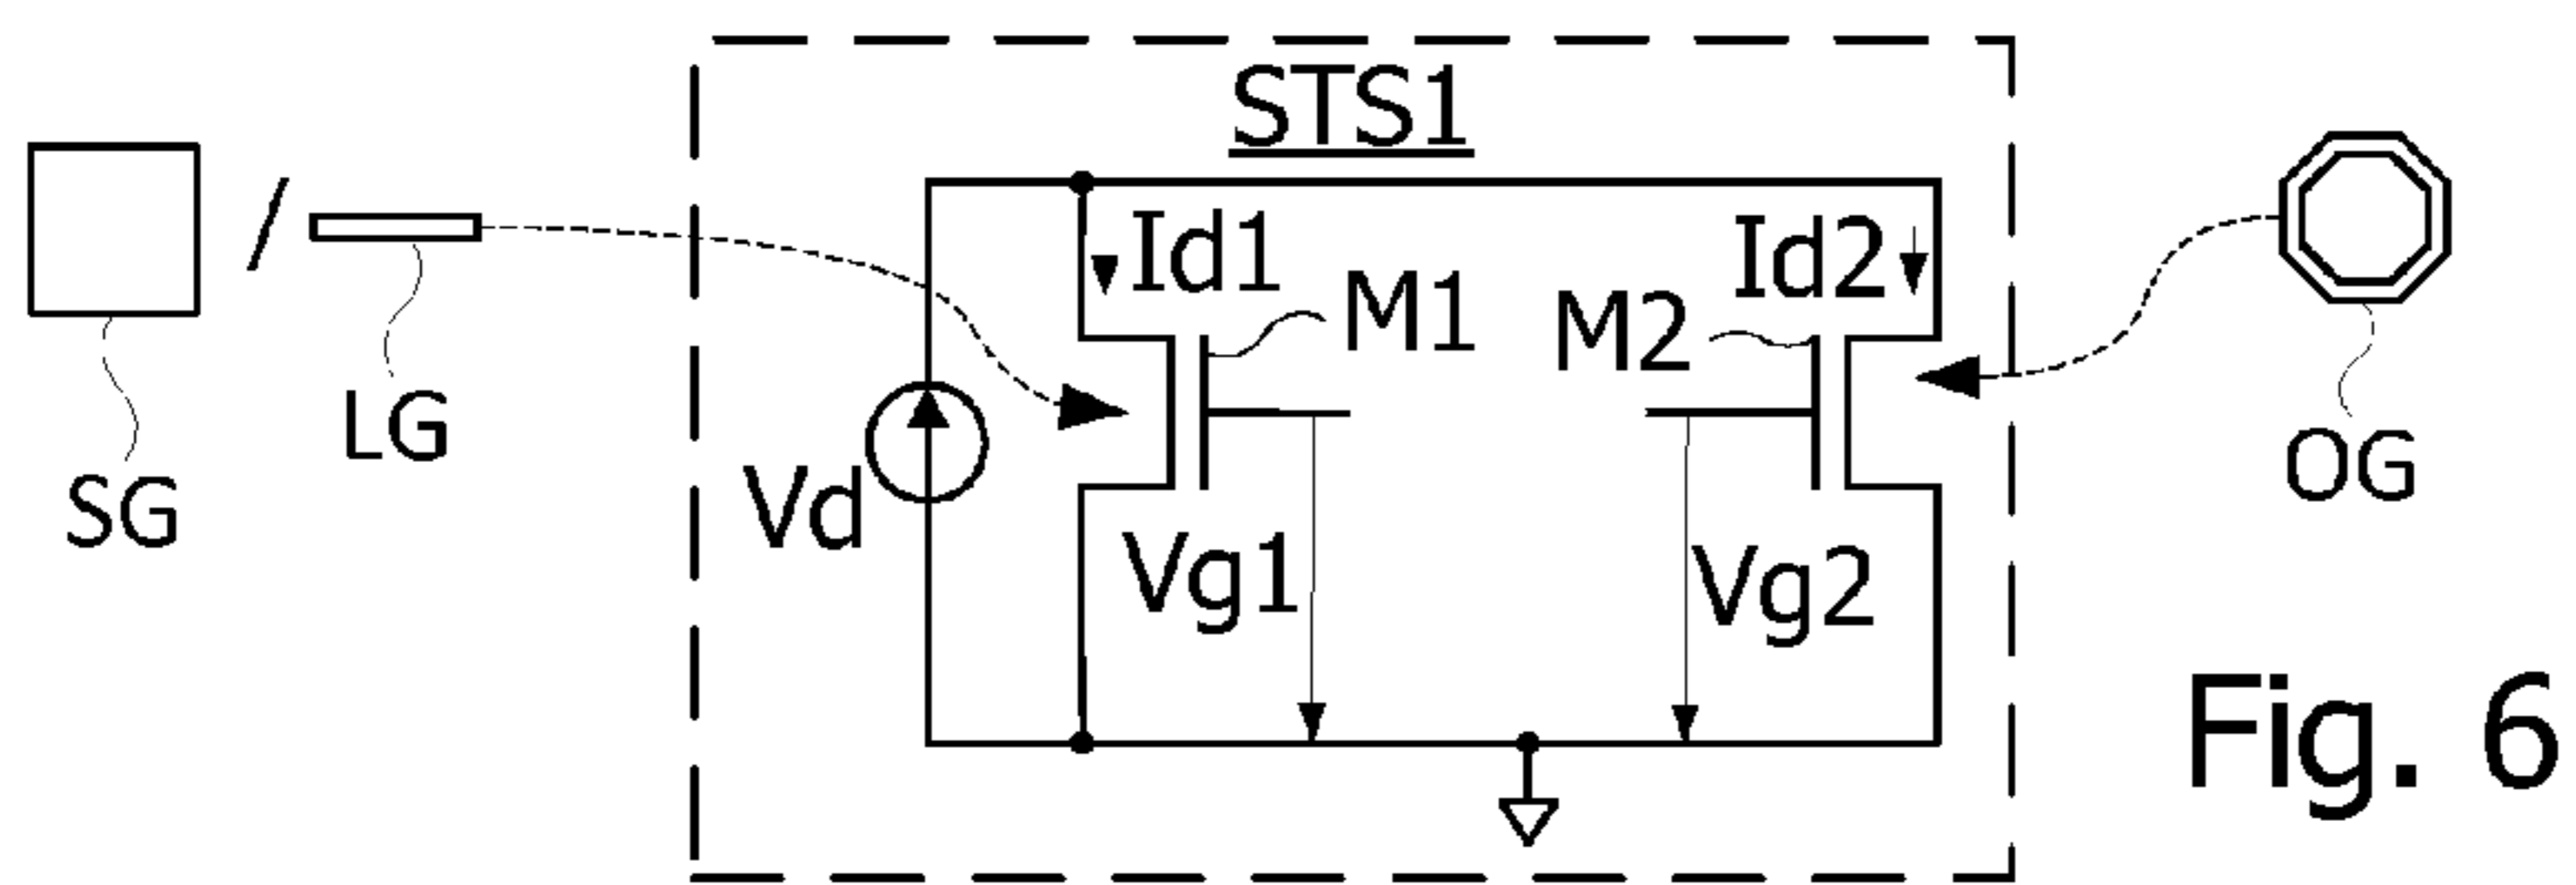 STS1
/
Id1
Id2
M1
M2
LG
SG
Vd
OG
Vg1
Vg2
Fig. 6